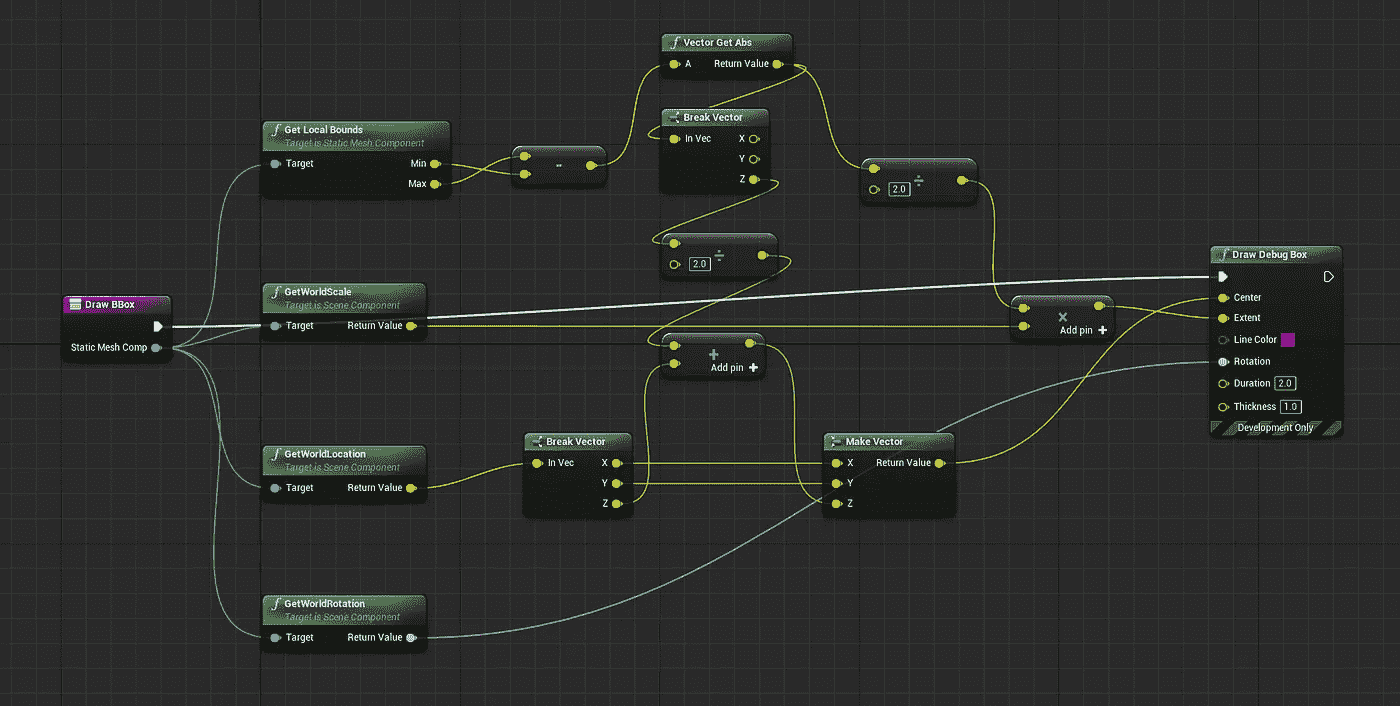 Vector Get Abs
A Return Value
Break Vector
In Vec X
Y
Z
Get Local Bounds
Target is Static Mesh Component
Target Min
Max
-
÷
2.0
÷
2.0
Draw Debug Box
Center
Extent
Line Color
Rotation
Duration 2.0
Thickness 1.0
Development Only
Draw BBox
Static Mesh Comp
GetWorldScale
Target is Scene Component
Target Return Value
×
Add pin +
+
Add pin +
GetWorldLocation
Target is Scene Component
Target Return Value
Break Vector
In Vec X
Y
Z
Make Vector
X Return Value
Y
Z
GetWorldRotation
Target is Scene Component
Target Return Value